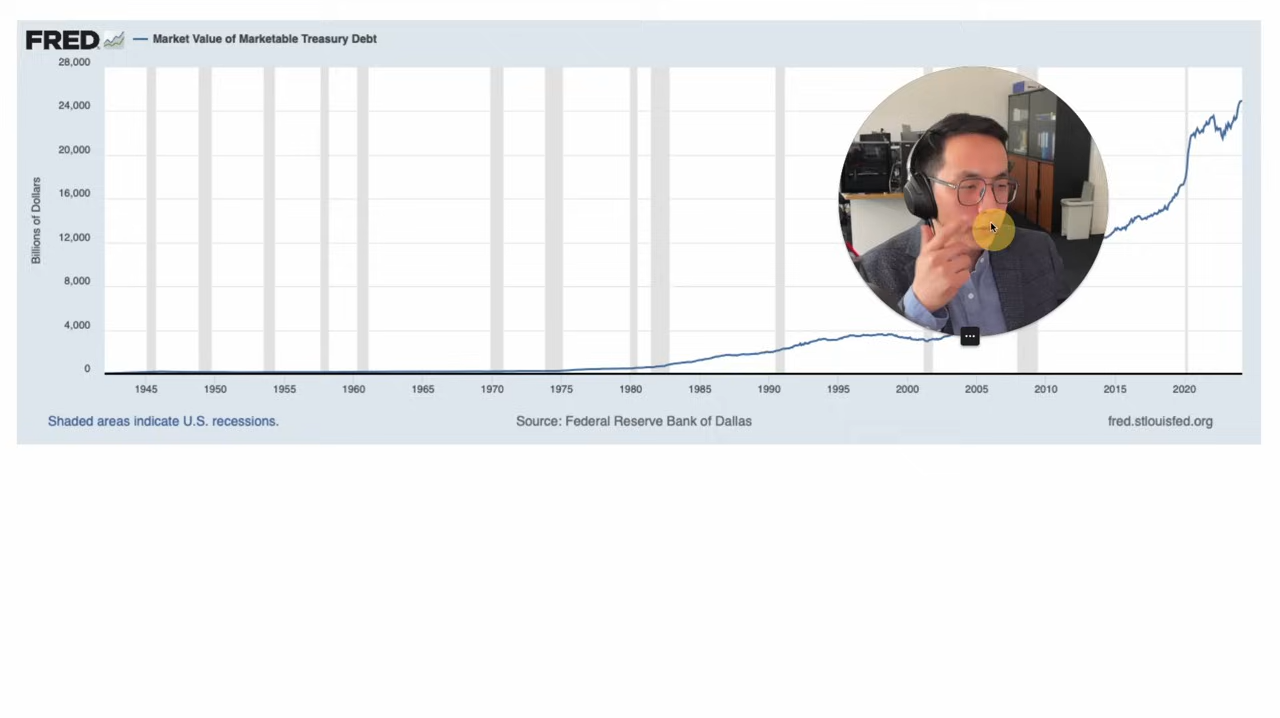 FRED
Market Value of Marketable Treasury Debt
28,000
24,000
20,000
16,000
12,000
8,000
4,000
0
Billions of Dollars
1945 1950 1955 1960 1965 1970 1975 1980 1985 1990 1995 2000 2005 2010 2015 2020
Shaded areas indicate U.S. recessions.
Source: Federal Reserve Bank of Dallas
fred.stlouisfed.org